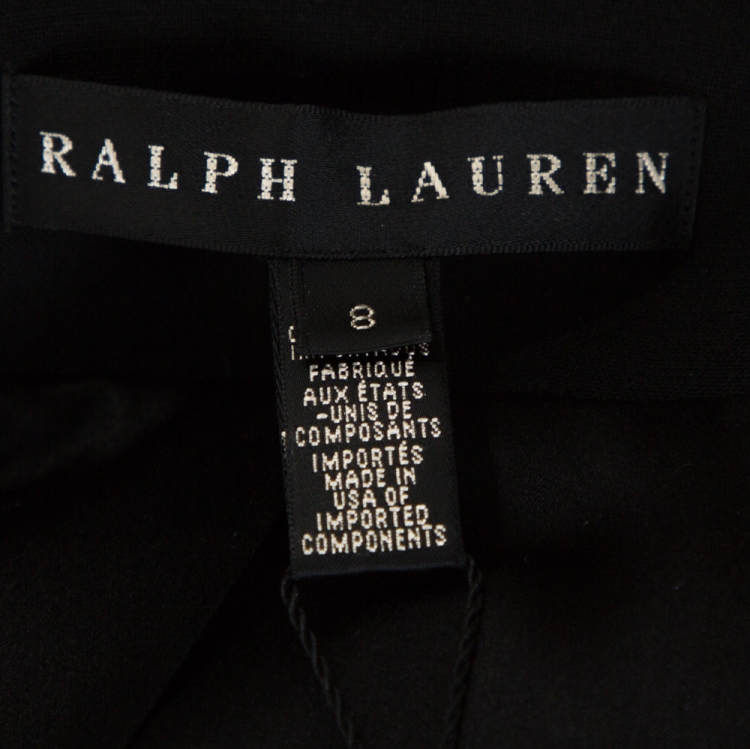 RALPH LAUREN
8
FABRIQUÉ
AUX ÉTATS
-UNIS DE
COMPOSANTS
IMPORTÉS
MADE IN
USA OF
IMPORTED
COMPONENTS